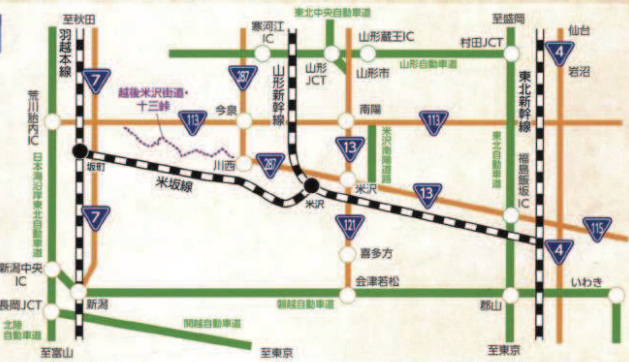 至秋田
羽越本線
7
寒河江
IC
東北中央自動車道
山形蔵王IC
山形
JCT
山形市
山形自動車道
村田JCT
至盛岡
仙台
4
岩沼
荒川胎内
IC
越後米沢街道・
十三峠
287
山形新幹線
今泉
113
南陽
113
東北新幹線
日本海沿岸東北自動車道
坂町
米坂線
川西
287
13
米沢南陽道路
東北自動車道
福島飯坂IC
米沢
米沢
13
115
7
121
4
喜多方
新潟中央
IC
会津若松
いわき
長岡JCT
新潟
磐越自動車道
郡山
北陸
自動車道
関越自動車道
至富山
至東京
至東京